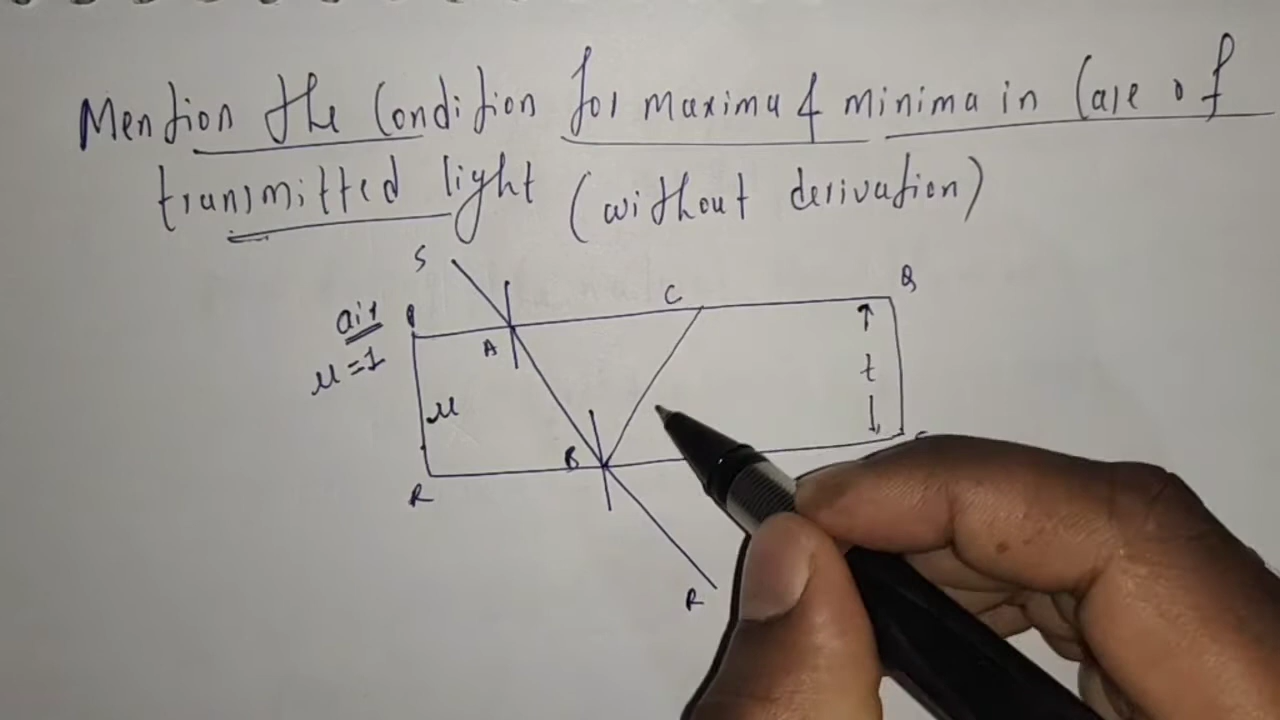 Mention the Condition for maxima & minima in Case of
transmitted light (without derivation)
S
C
Q
air
P
μ=1
A
t
μ
B
R
R